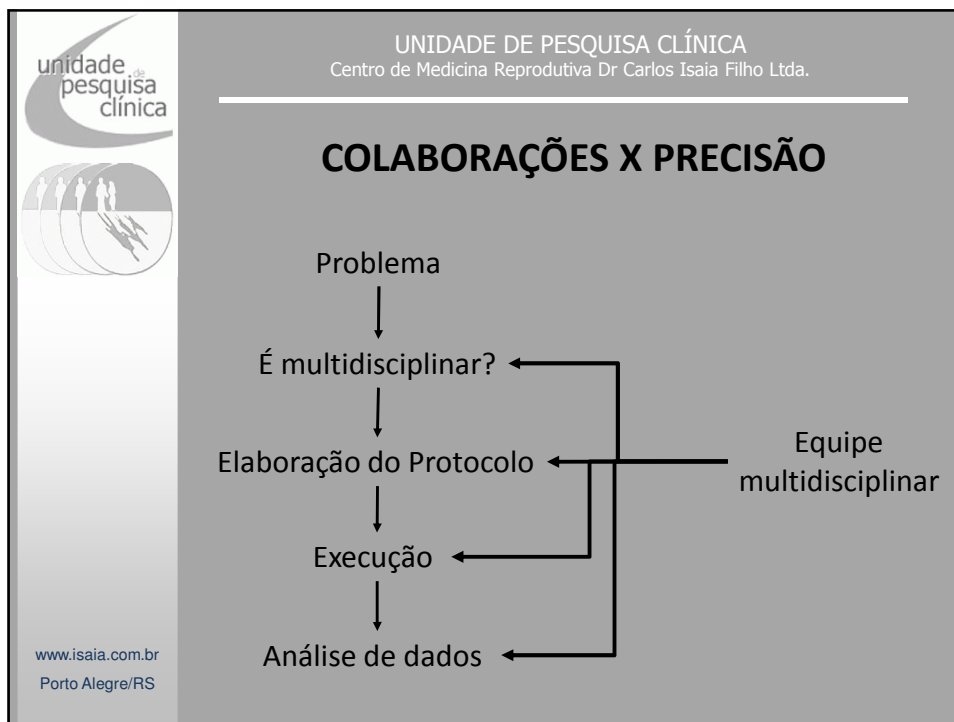 unidade de
pesquisa
clínica
UNIDADE DE PESQUISA CLÍNICA
Centro de Medicina Reprodutiva Dr Carlos Isaia Filho Ltda.
COLABORAÇÕES X PRECISÃO
Problema
É multidisciplinar?
Elaboração do Protocolo
Execução
Análise de dados
Equipe
multidisciplinar
www.isaia.com.br
Porto Alegre/RS